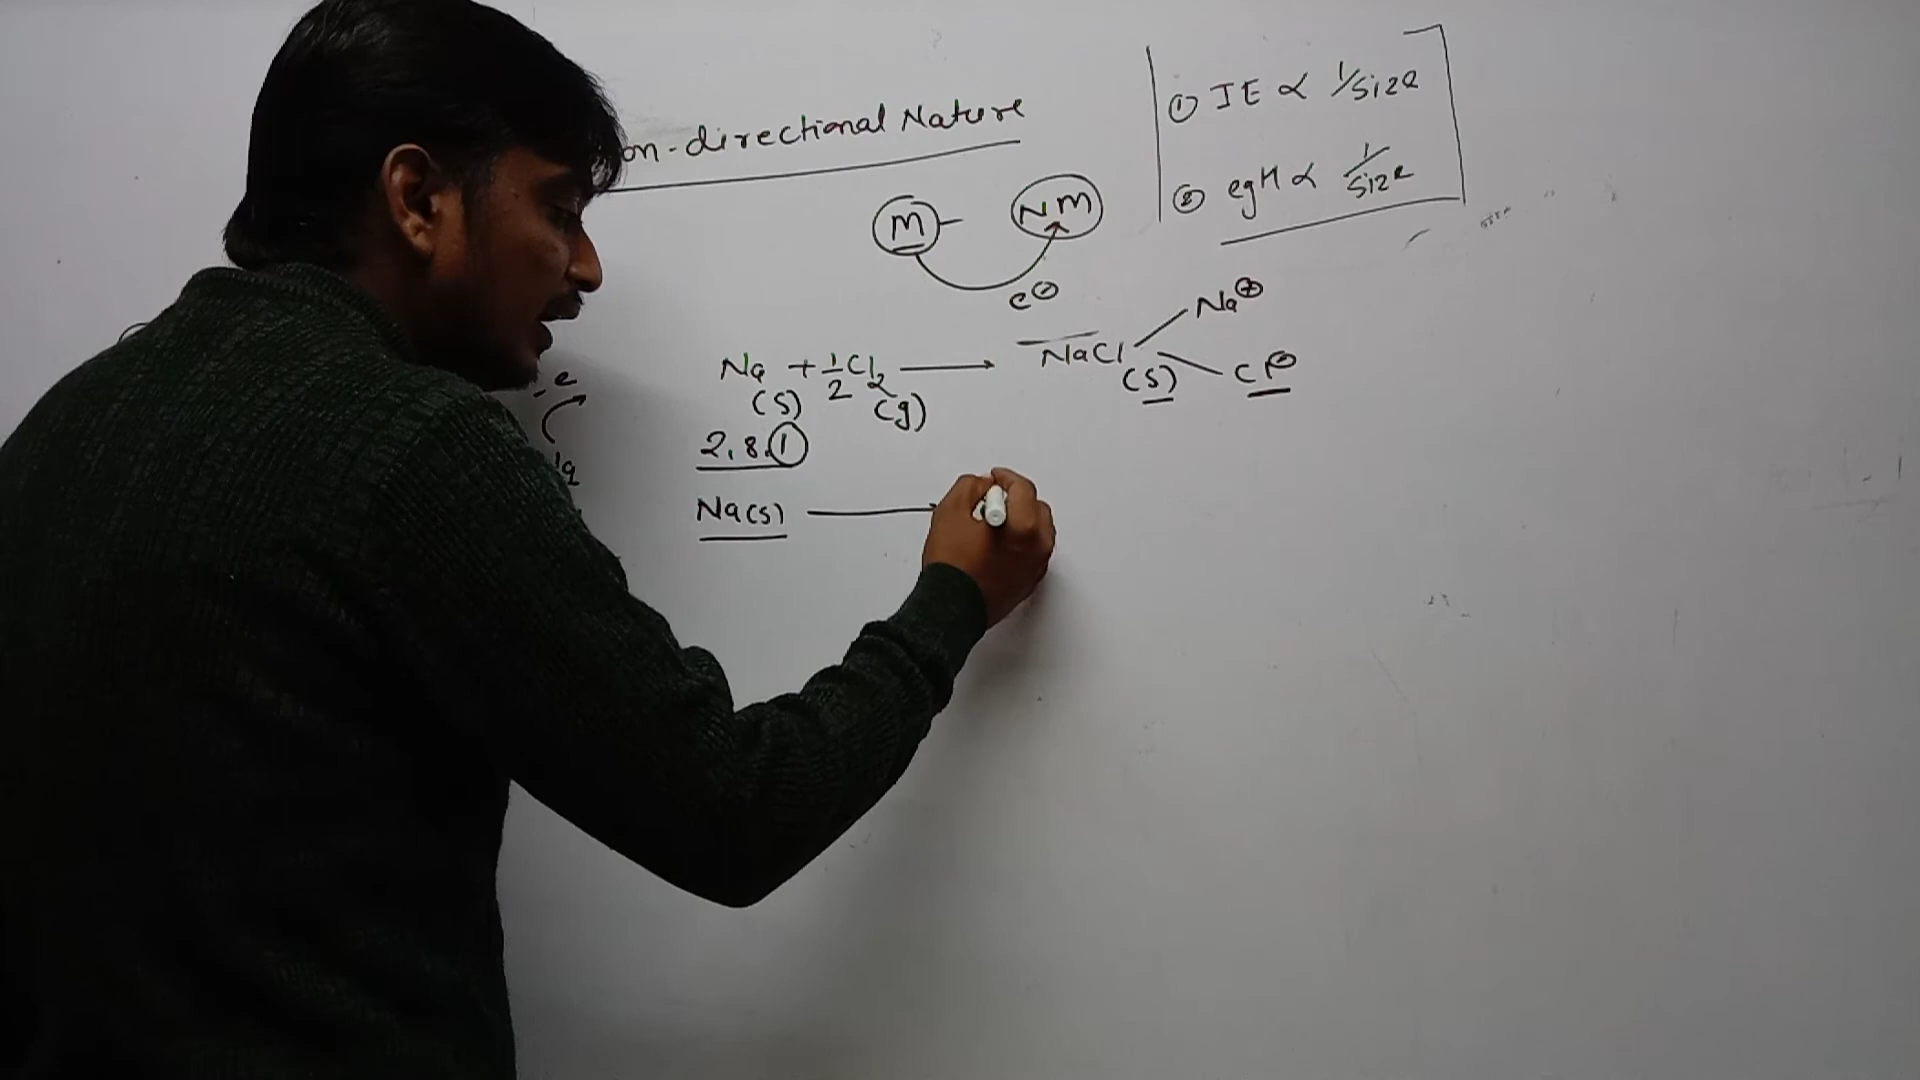 on-directional Nature
① IE ∝ 1/size
② egH ∝ 1/size
M NM
e⊖
Na(s) + 1/2 Cl2(g) ⟶ NaCl(s)
Na⊕
Cl⊖
2,8,①
Na(s) ⟶